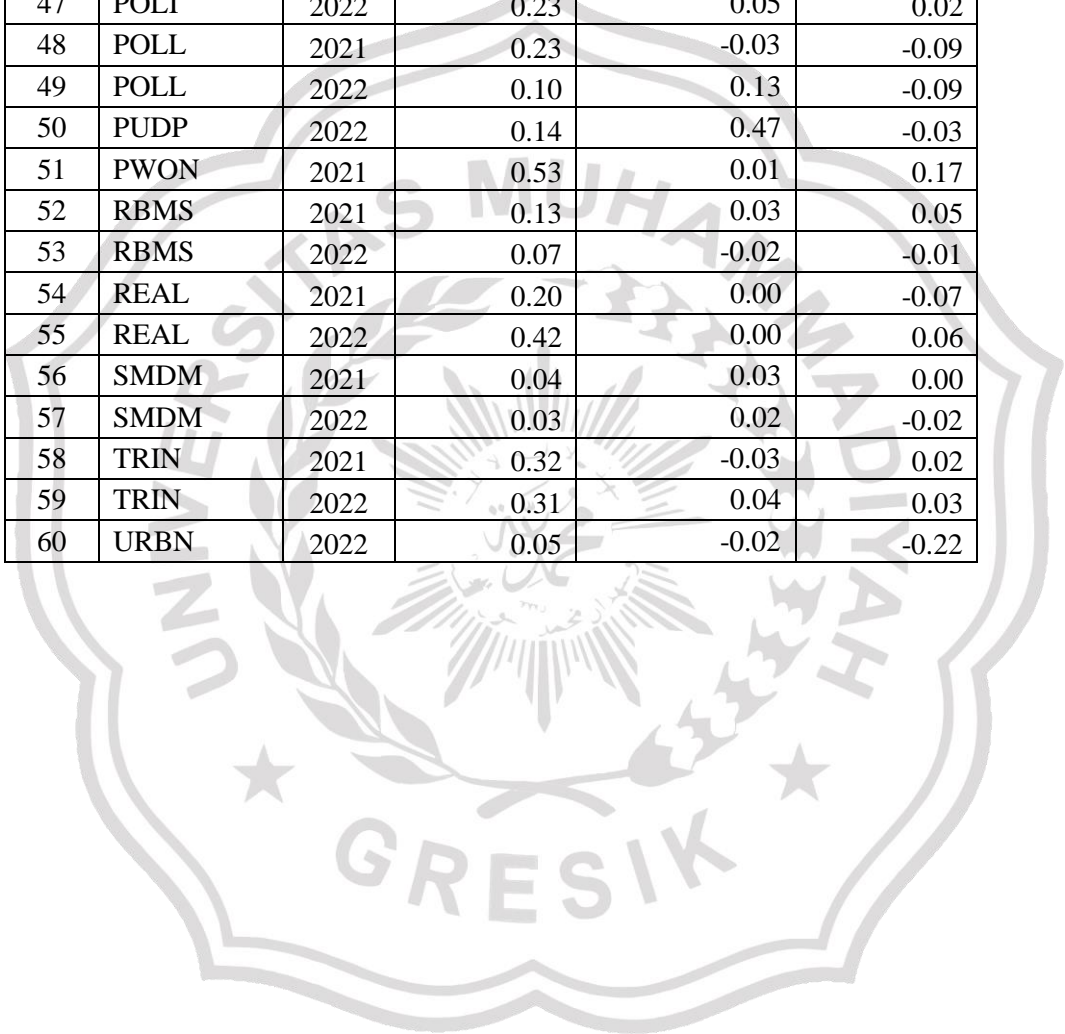 47 POLI 2022 0.23 0.05 0.02
48 POLL 2021 0.23 -0.03 -0.09
49 POLL 2022 0.10 0.13 -0.09
50 PUDP 2022 0.14 0.47 -0.03
51 PWON 2021 0.53 0.01 0.17
52 RBMS 2021 0.13 0.03 0.05
53 RBMS 2022 0.07 -0.02 -0.01
54 REAL 2021 0.20 0.00 -0.07
55 REAL 2022 0.42 0.00 0.06
56 SMDM 2021 0.04 0.03 0.00
57 SMDM 2022 0.03 0.02 -0.02
58 TRIN 2021 0.32 -0.03 0.02
59 TRIN 2022 0.31 0.04 0.03
60 URBN 2022 0.05 -0.02 -0.22
UNIVERSITAS MUHAMMADIYAH
GRESIK